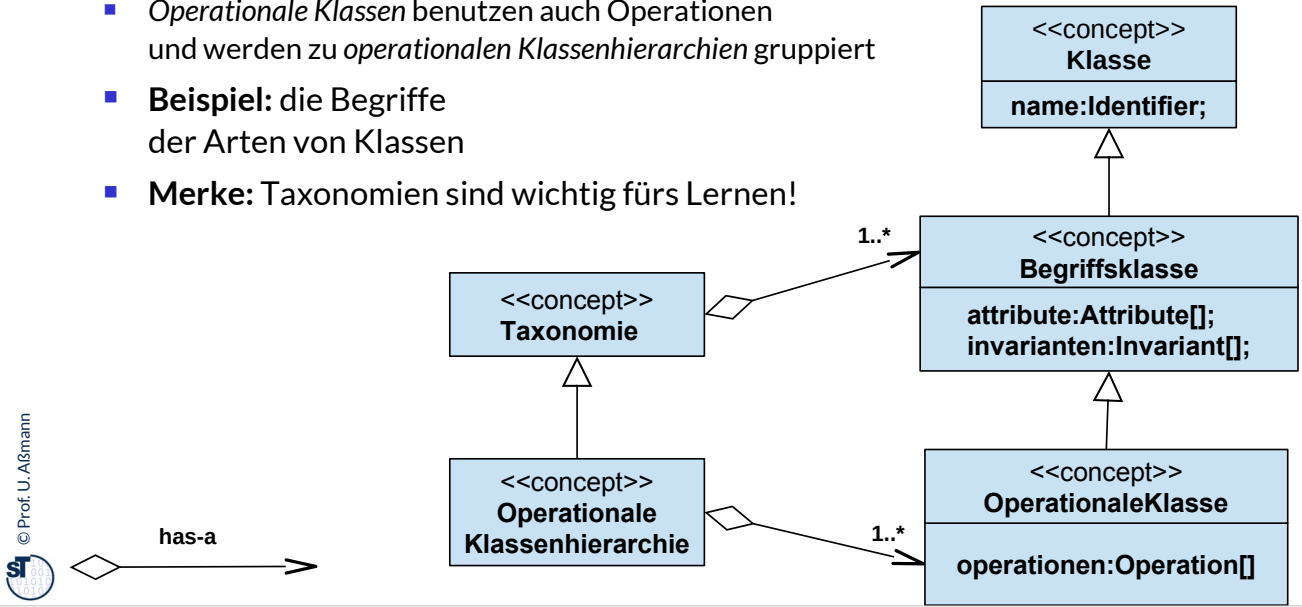 Operationale Klassen benutzen auch Operationen
und werden zu operationalen Klassenhierarchien gruppiert
Beispiel: die Begriffe
der Arten von Klassen
Merke: Taxonomien sind wichtig fürs Lernen!
<<concept>>
Klasse
name:Identifier;
1..*
<<concept>>
Begriffsklasse
attribute:Attribute[];
invarianten:Invariant[];
<<concept>>
Taxonomie
<<concept>>
Operationale
Klassenhierarchie
1..*
<<concept>>
OperationaleKlasse
operationen:Operation[]
has-a
© Prof. U. Aßmann
ST